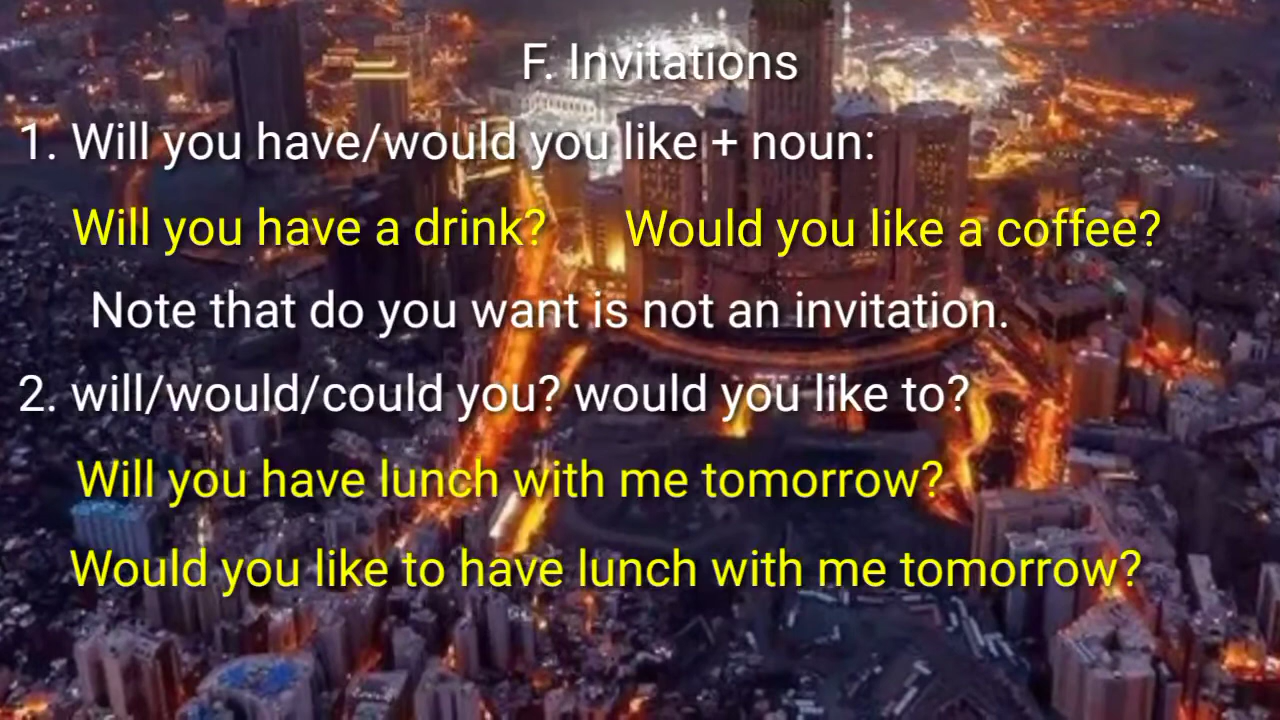 F. Invitations
1. Will you have/would you like + noun:
Will you have a drink? Would you like a coffee?
Note that do you want is not an invitation.
2. will/would/could you? would you like to?
Will you have lunch with me tomorrow?
Would you like to have lunch with me tomorrow?